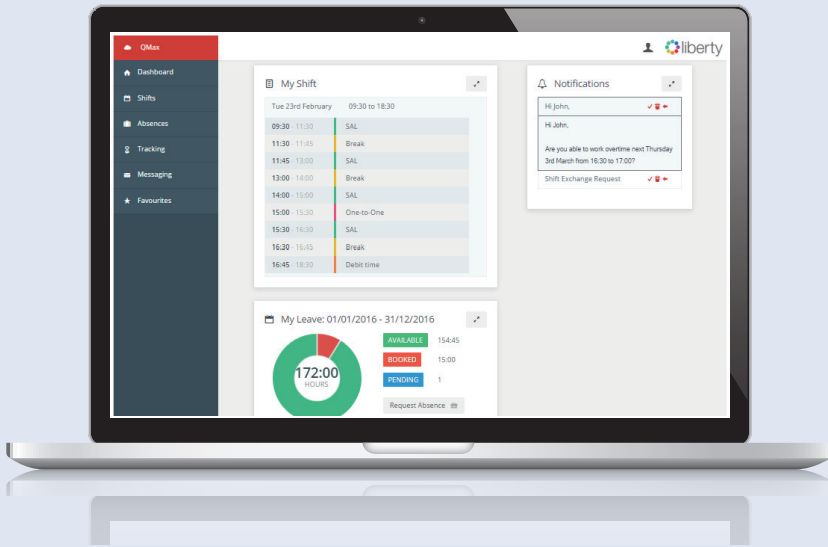 QMax
liberty
Dashboard
Shifts
Absences
Tracking
Messaging
Favourites
My Shift
Tue 23rd February 09:30 to 18:30
09:30 - 11:30 SAL
11:30 - 11:45 Break
11:45 - 13:00 SAL
13:00 - 14:00 Break
14:00 - 15:00 SAL
15:00 - 15:30 One-to-One
15:30 - 16:30 SAL
16:30 - 16:45 Break
16:45 - 18:30 Debit time
Notifications
Hi John,
Hi John,
Are you able to work overtime next Thursday
3rd March from 16:30 to 17:00?
Shift Exchange Request
My Leave: 01/01/2016 - 31/12/2016
172:00
HOURS
AVAILABLE 154:45
BOOKED 15:00
PENDING 1
Request Absence